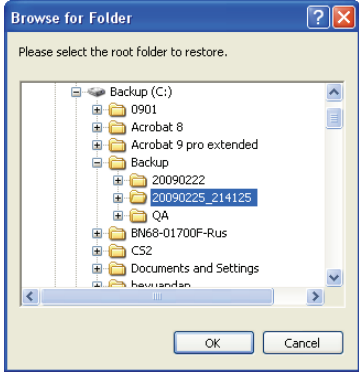 Browse for Folder
Please select the root folder to restore.
Backup (C:)
0901
Acrobat 8
Acrobat 9 pro extended
Backup
20090222
20090225_214125
QA
BN68-01700F-Rus
CS2
Documents and Settings
OK Cancel